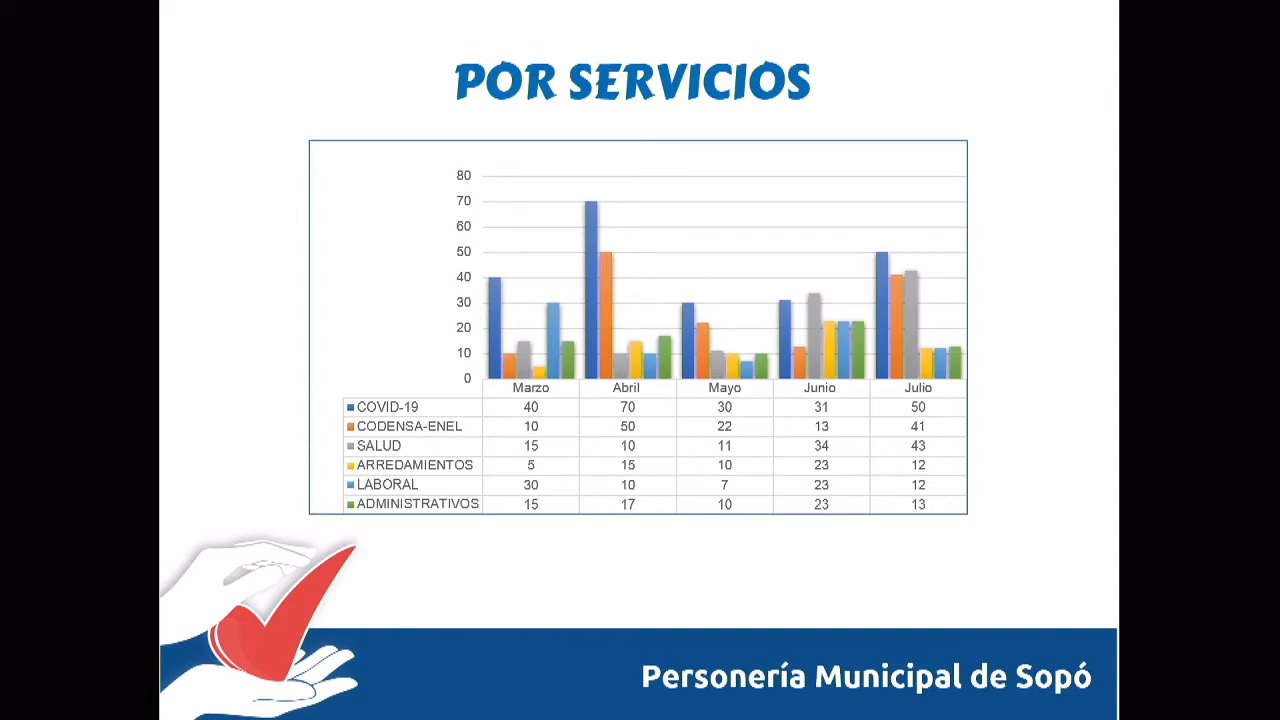 POR SERVICIOS
80
70
60
50
40
30
20
10
0
Marzo Abril Mayo Junio Julio
COVID-19 40 70 30 31 50
CODENSA-ENEL 10 50 22 13 41
SALUD 15 10 11 34 43
ARREDAMIENTOS 5 15 10 23 12
LABORAL 30 10 7 23 12
ADMINISTRATIVOS 15 17 10 23 13
Personería Municipal de Sopó